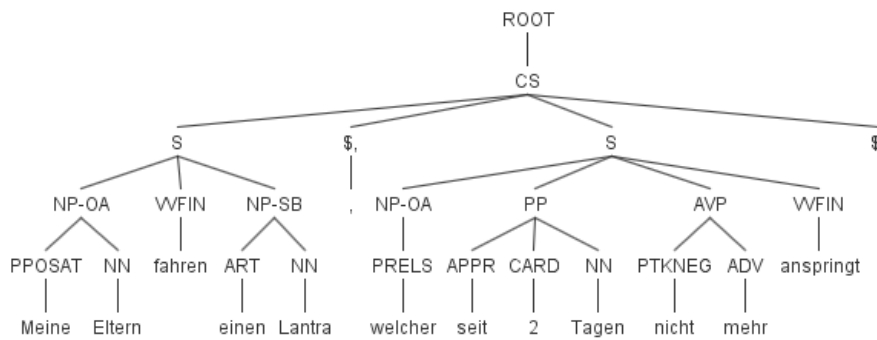 ROOT
CS
S $, S $
NP-OA VVFIN NP-SB , NP-OA PP AVP VVFIN
PPOSAT NN fahren ART NN PRELS APPR CARD NN PTKNEG ADV anspringt
Meine Eltern einen Lantra welcher seit 2 Tagen nicht mehr